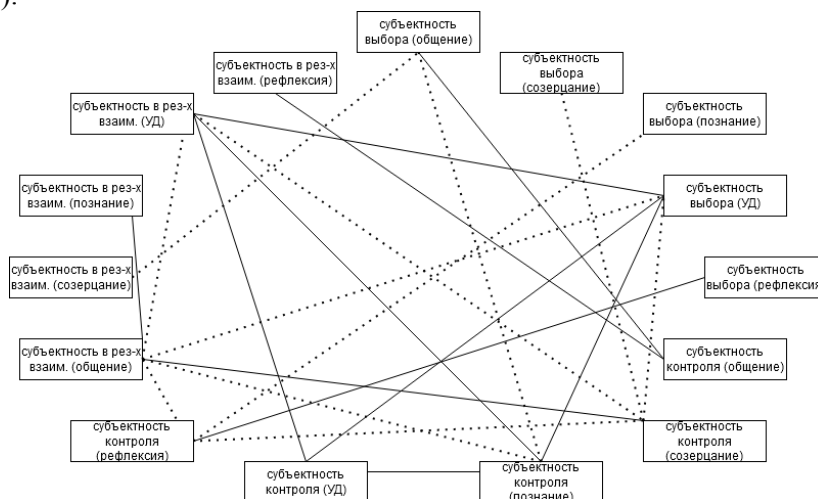 ).
субъектность
выбора (общение)
субъектность в рез-х
взаим. (рефлексия)
субъектность
выбора
(созерцание)
субъектность в рез-х
взаим. (УД)
субъектность
выбора (познание)
субъектность в рез-х
взаим. (познание)
субъектность
выбора (УД)
субъектность в рез-х
взаим. (созерцание)
субъектность
выбора (рефлексия
субъектность в рез-х
взаим. (общение)
субъектность
контроля (общение)
субъектность
контроля
(рефлексия)
субъектность
контроля
(созерцание)
субъектность
контроля (УД)
субъектность
контроля
(познание)